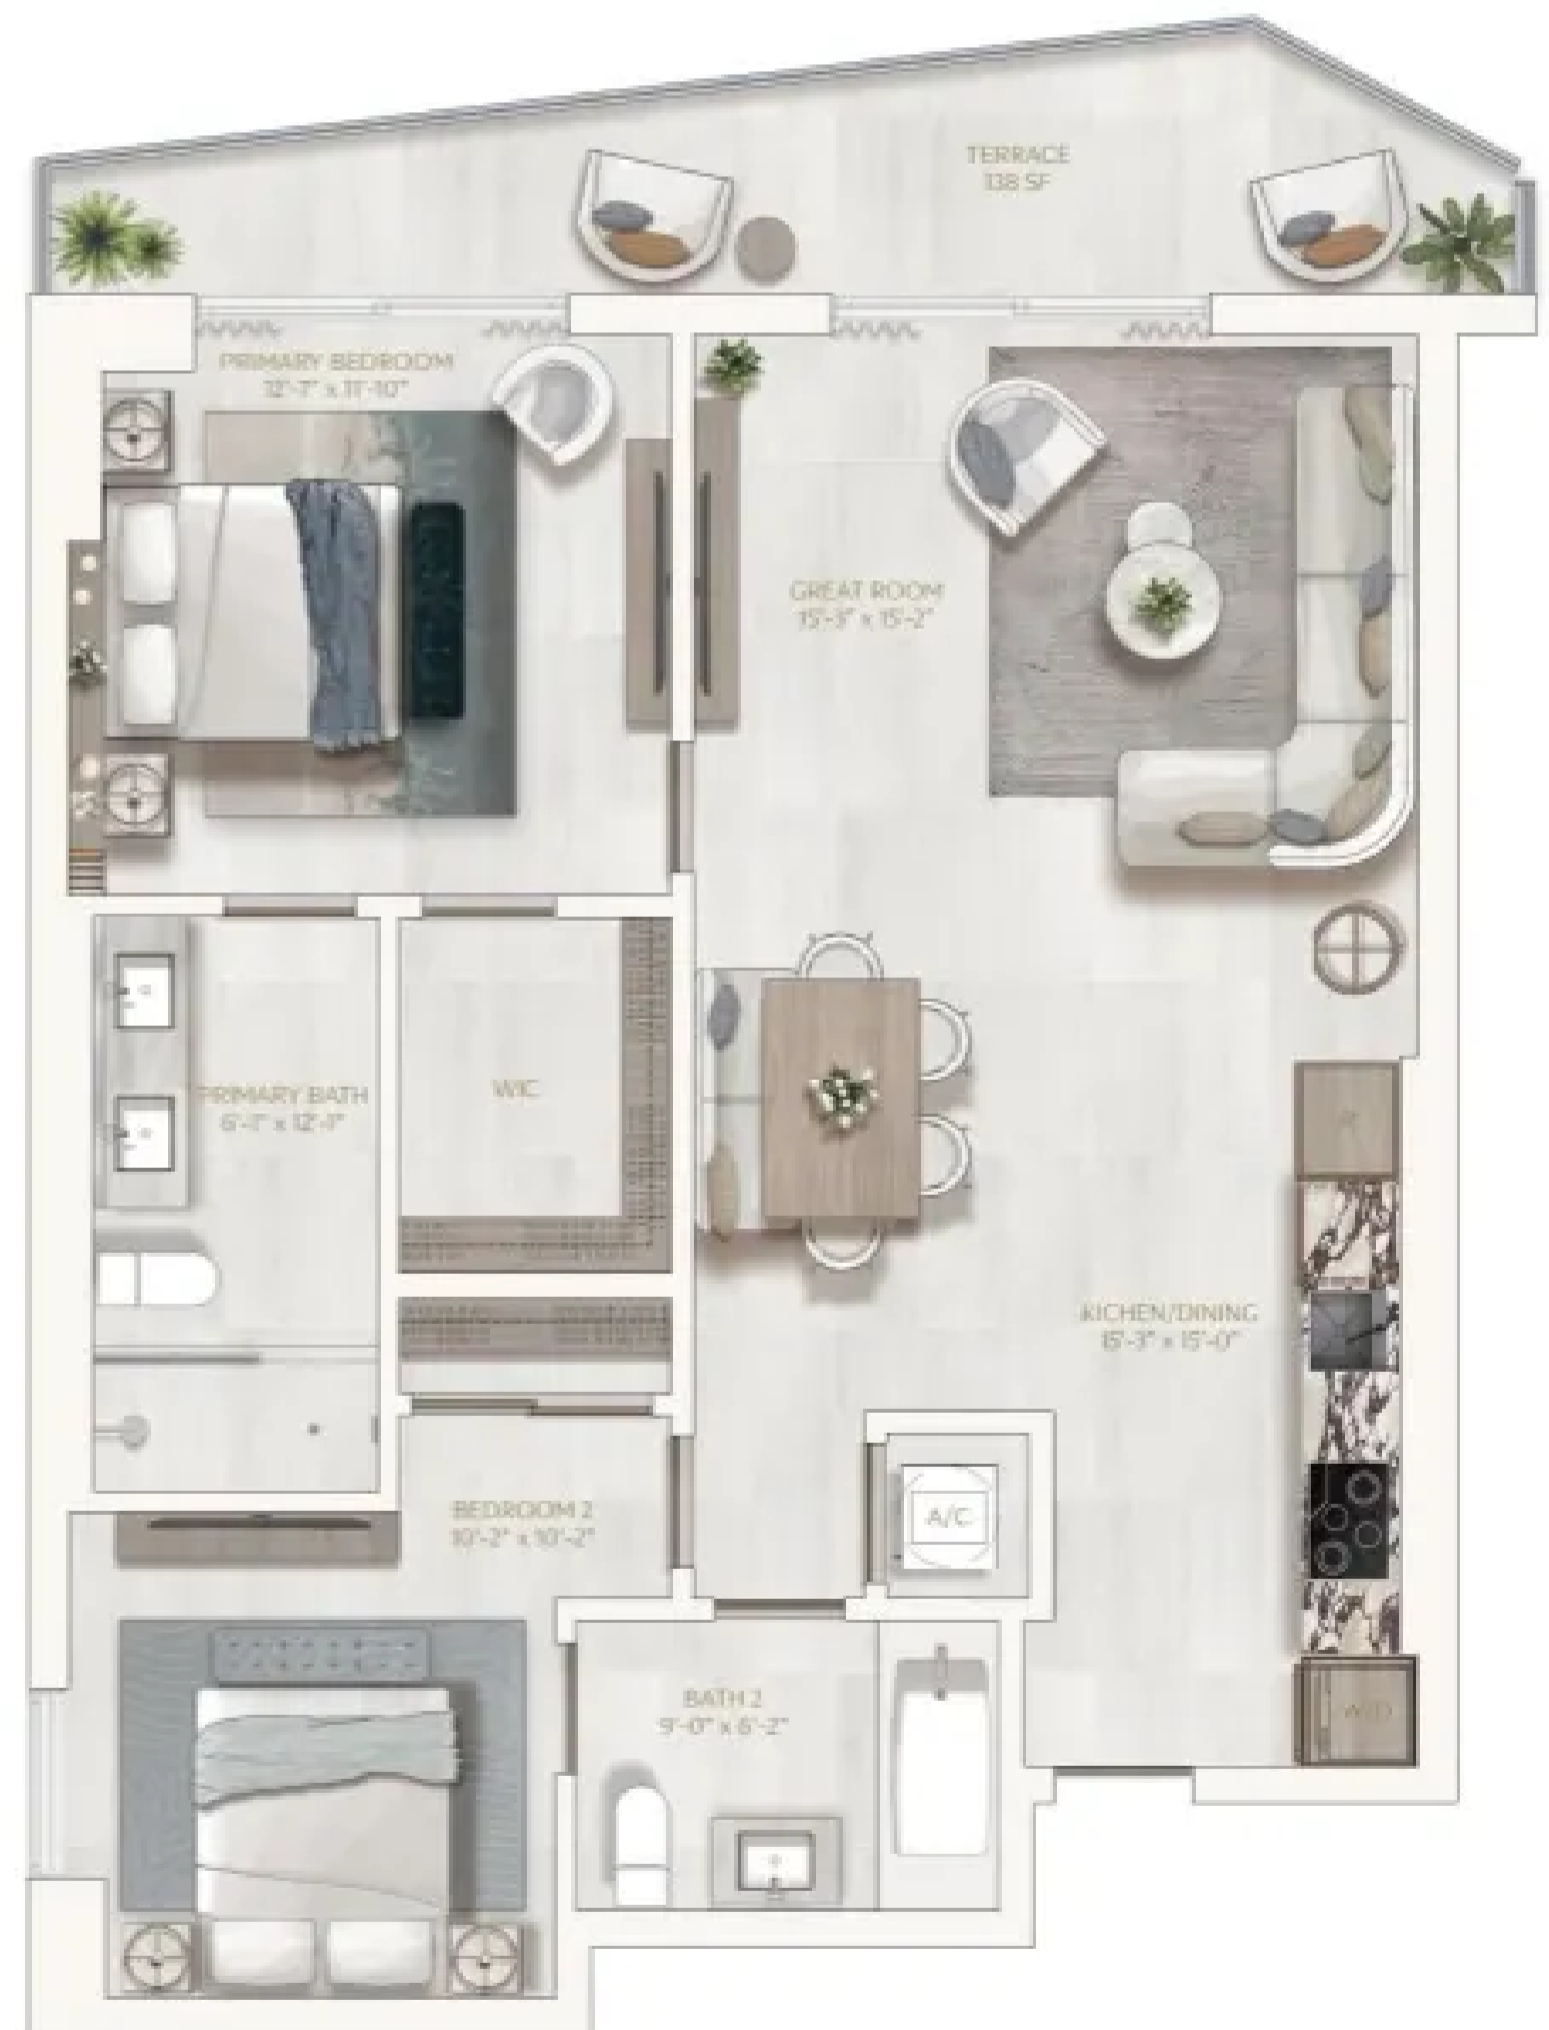 TERRACE
138 SF
PRIMARY BEDROOM
12'-7" x 11'-10"
GREAT ROOM
15'-3" x 15'-2"
PRIMARY BATH
6'-1" x 12'-1"
WIC
KICHEN/DINING
15'-3" x 15'-0"
BEDROOM 2
10'-2" x 10'-2"
A/C
BATH 2
9'-0" x 6'-2"
W/D